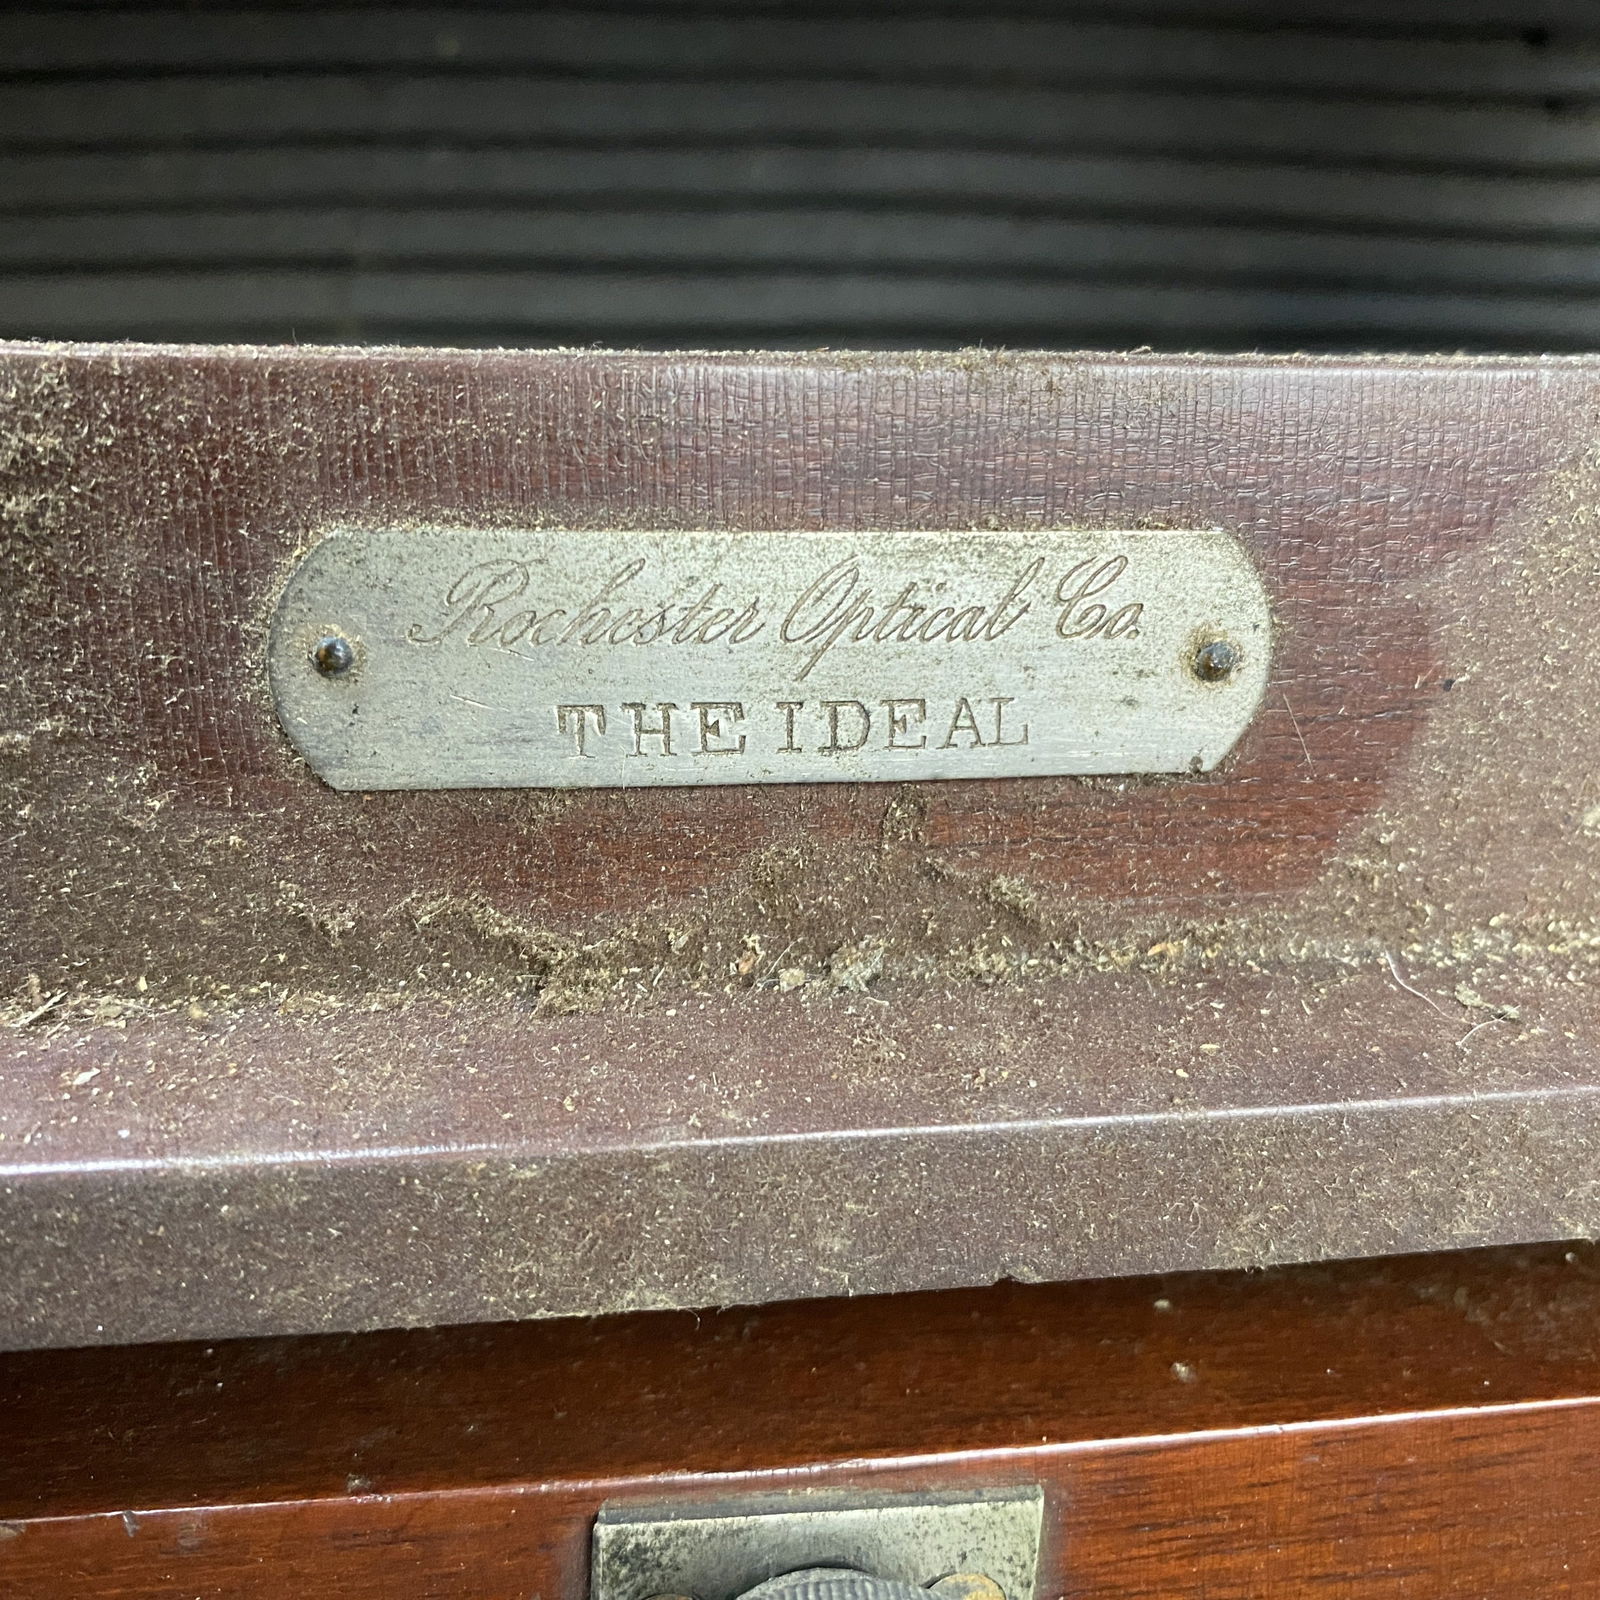 Rochester Optical Co.
THE IDEAL